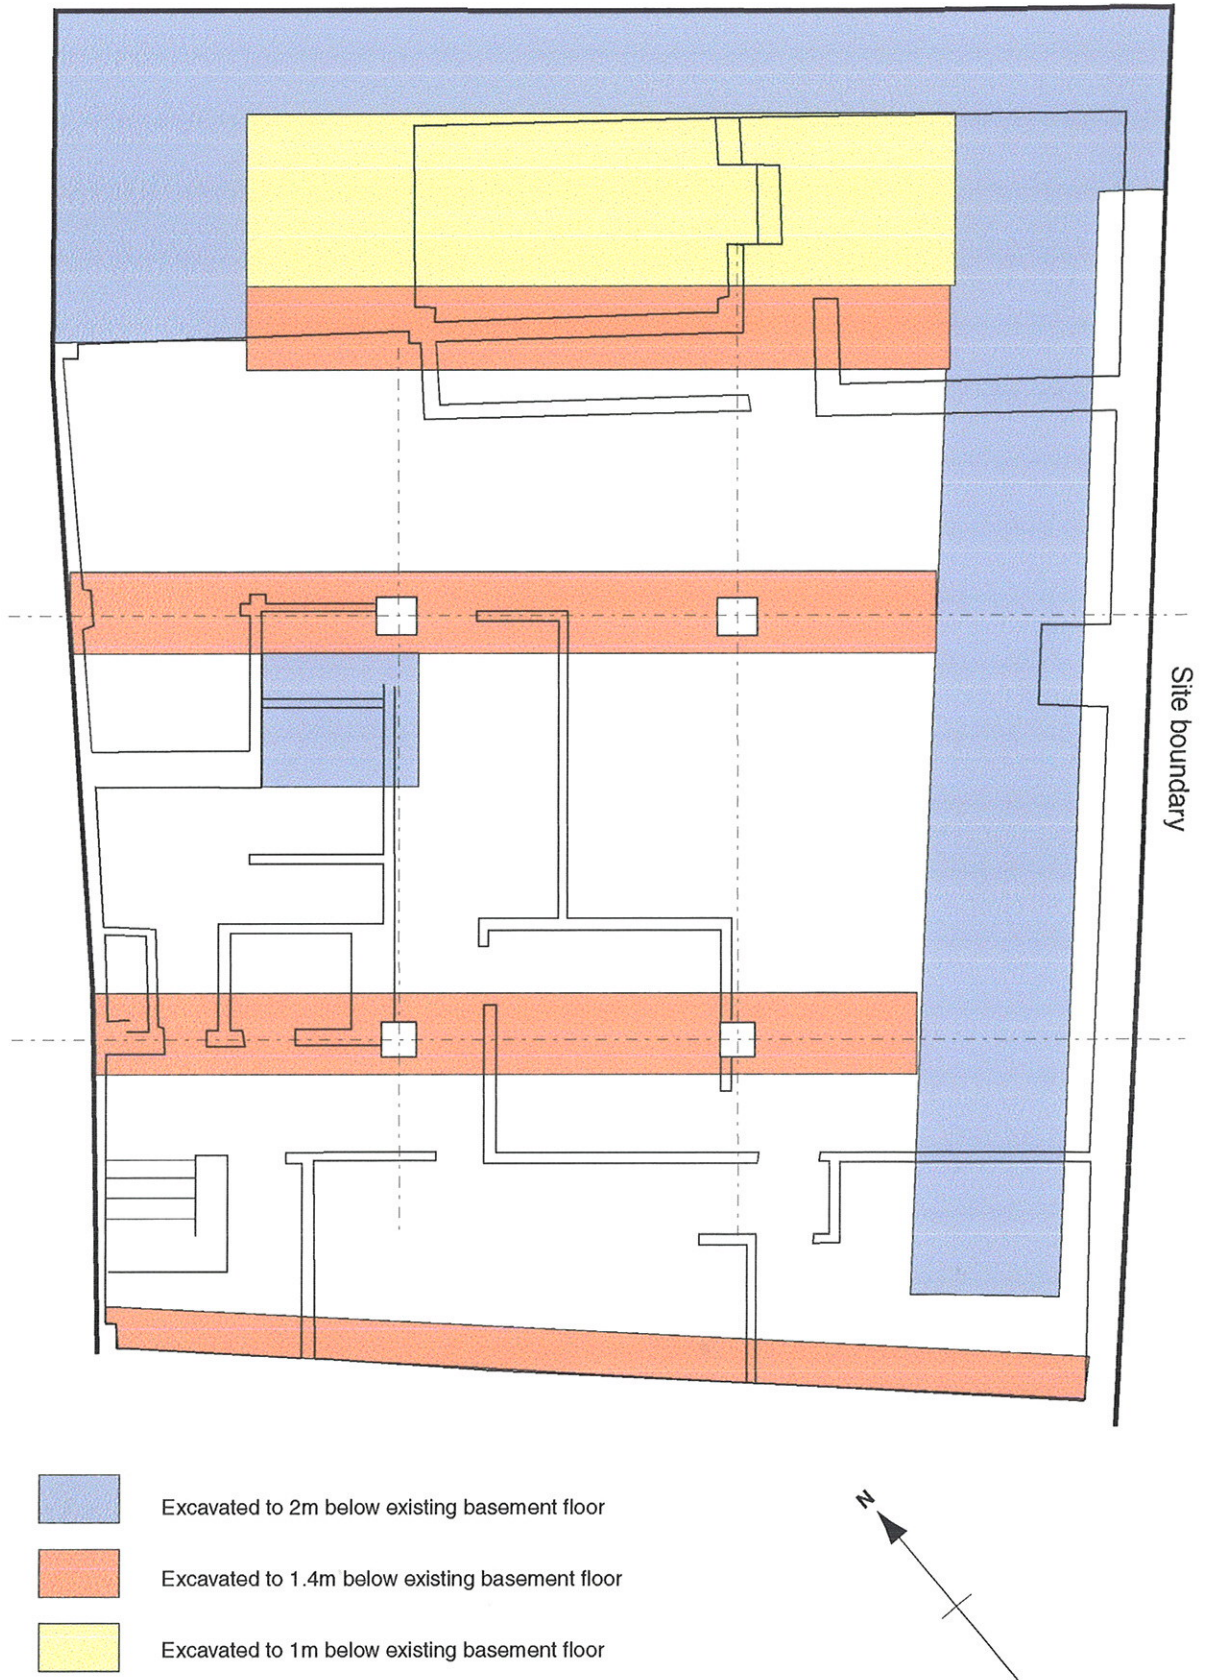 Site boundary
Excavated to 2m below existing basement floor
N
Excavated to 1.4m below existing basement floor
Excavated to 1m below existing basement floor